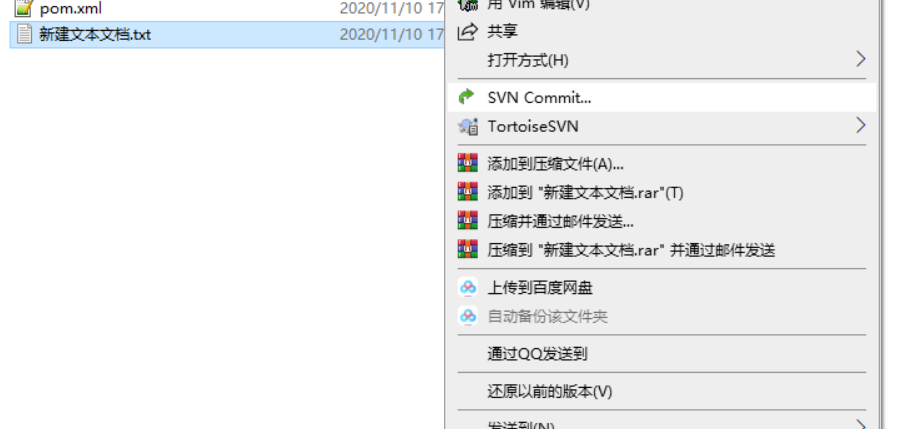 pom.xml 2020/11/10 17
新建文本文档.txt 2020/11/10 17
用 Vim 编辑(V)
共享
打开方式(H)
SVN Commit...
TortoiseSVN
添加到压缩文件(A)...
添加到 "新建文本文档.rar"(T)
压缩并通过邮件发送...
压缩到 "新建文本文档.rar" 并通过邮件发送
上传到百度网盘
自动备份该文件夹
通过QQ发送到
还原以前的版本(V)
发送到(N)